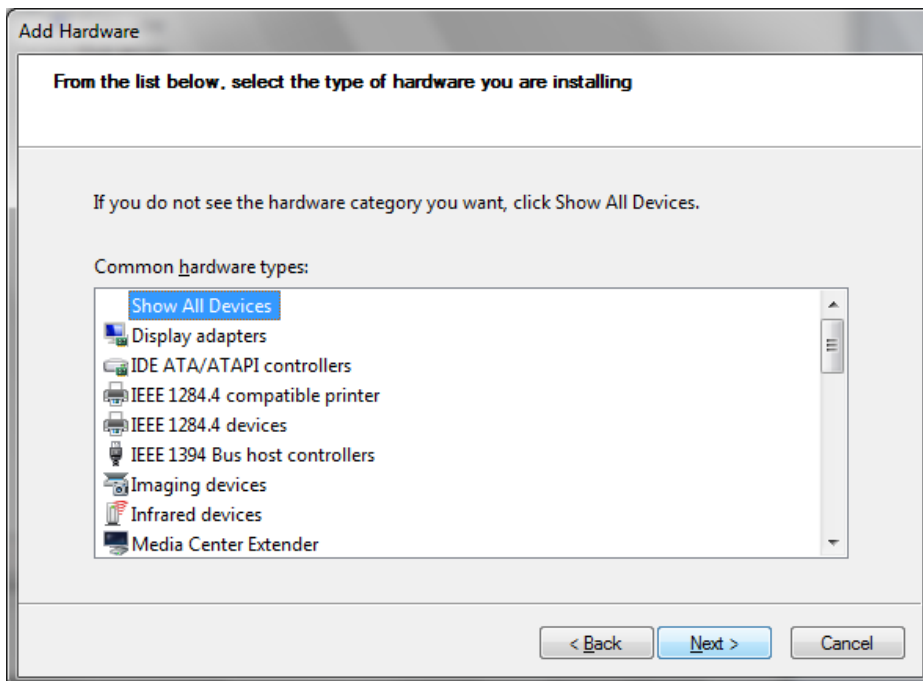 Add Hardware
From the list below, select the type of hardware you are installing
If you do not see the hardware category you want, click Show All Devices.
Common hardware types:
Show All Devices
Display adapters
IDE ATA/ATAPI controllers
IEEE 1284.4 compatible printer
IEEE 1284.4 devices
IEEE 1394 Bus host controllers
Imaging devices
Infrared devices
Media Center Extender
< Back Next > Cancel